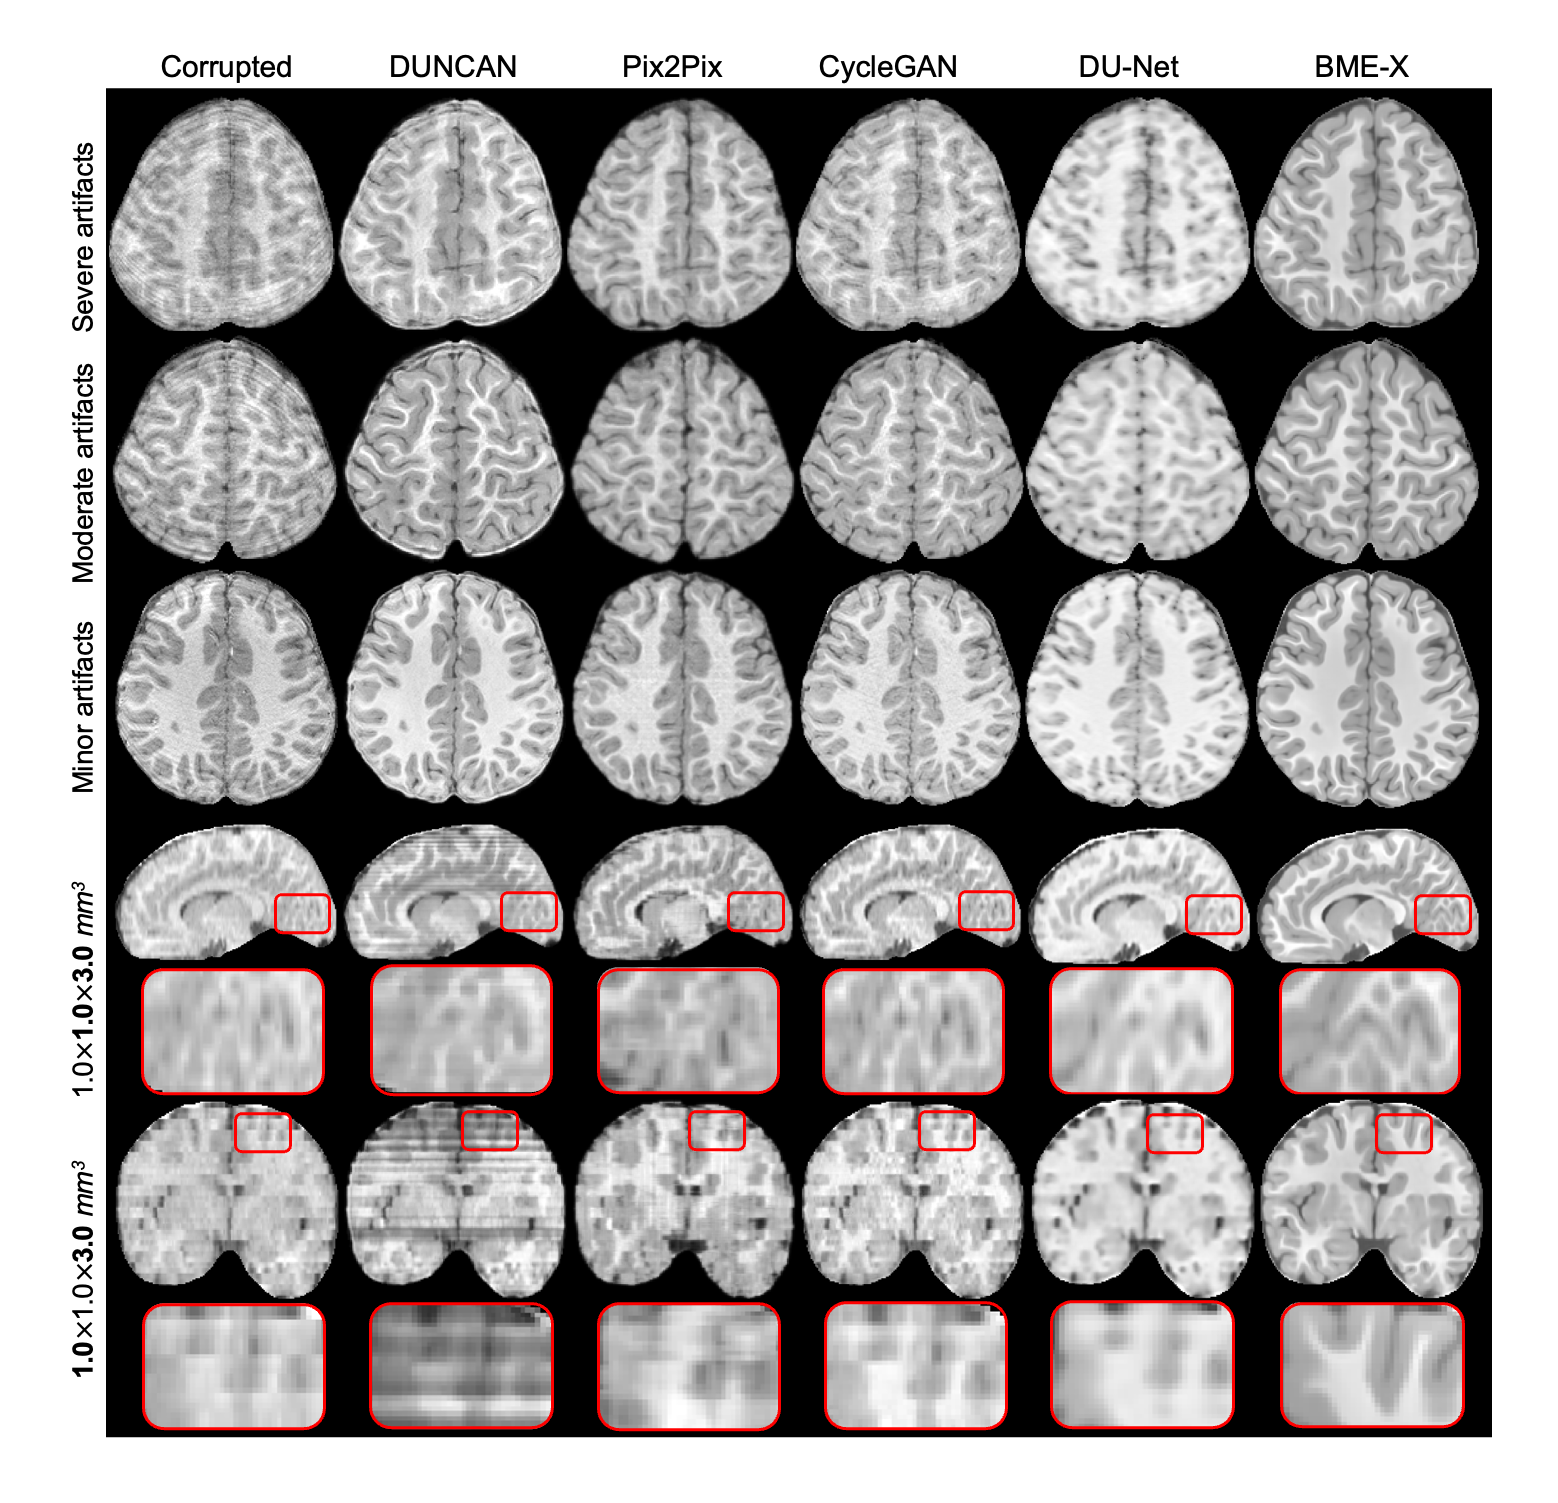 Corrupted DUNCAN Pix2Pix CycleGAN DU-Net BME-X
Severe artifacts
Moderate artifacts
Minor artifacts
1.0×1.0×3.0 mm³
1.0×1.0×3.0 mm³